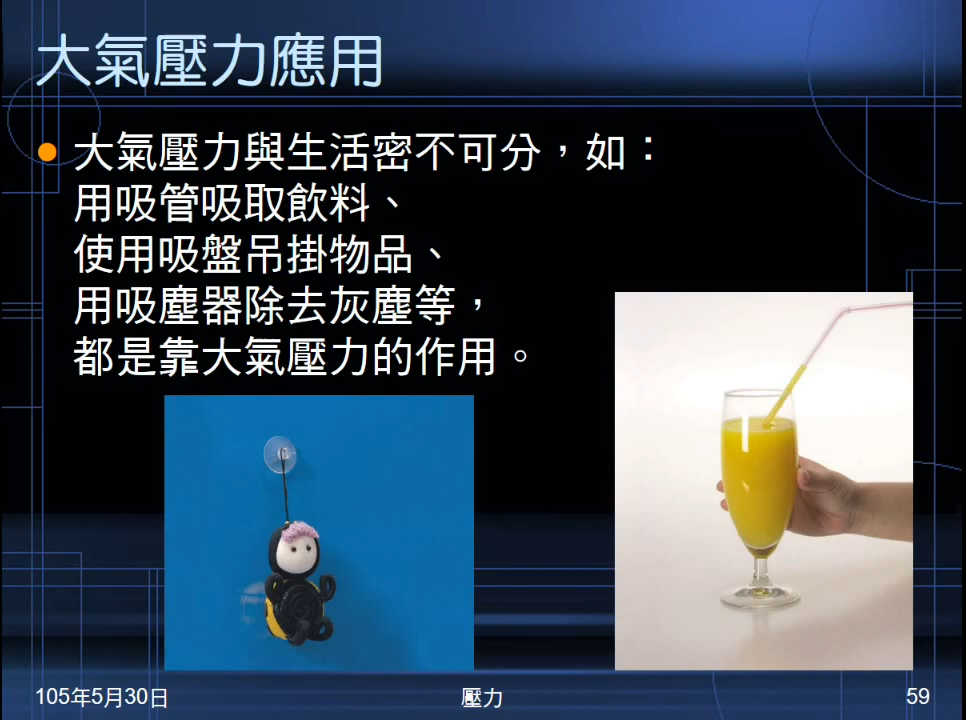 大氣壓力應用
大氣壓力與生活密不可分，如：
用吸管吸取飲料、
使用吸盤吊掛物品、
用吸塵器除去灰塵等，
都是靠大氣壓力的作用。
105年5月30日
壓力
59